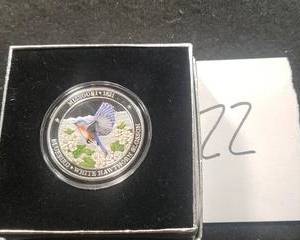 MISSOURI • 1821
BLUEBIRD • WHITE HAWTHORN BLOSSOM
22